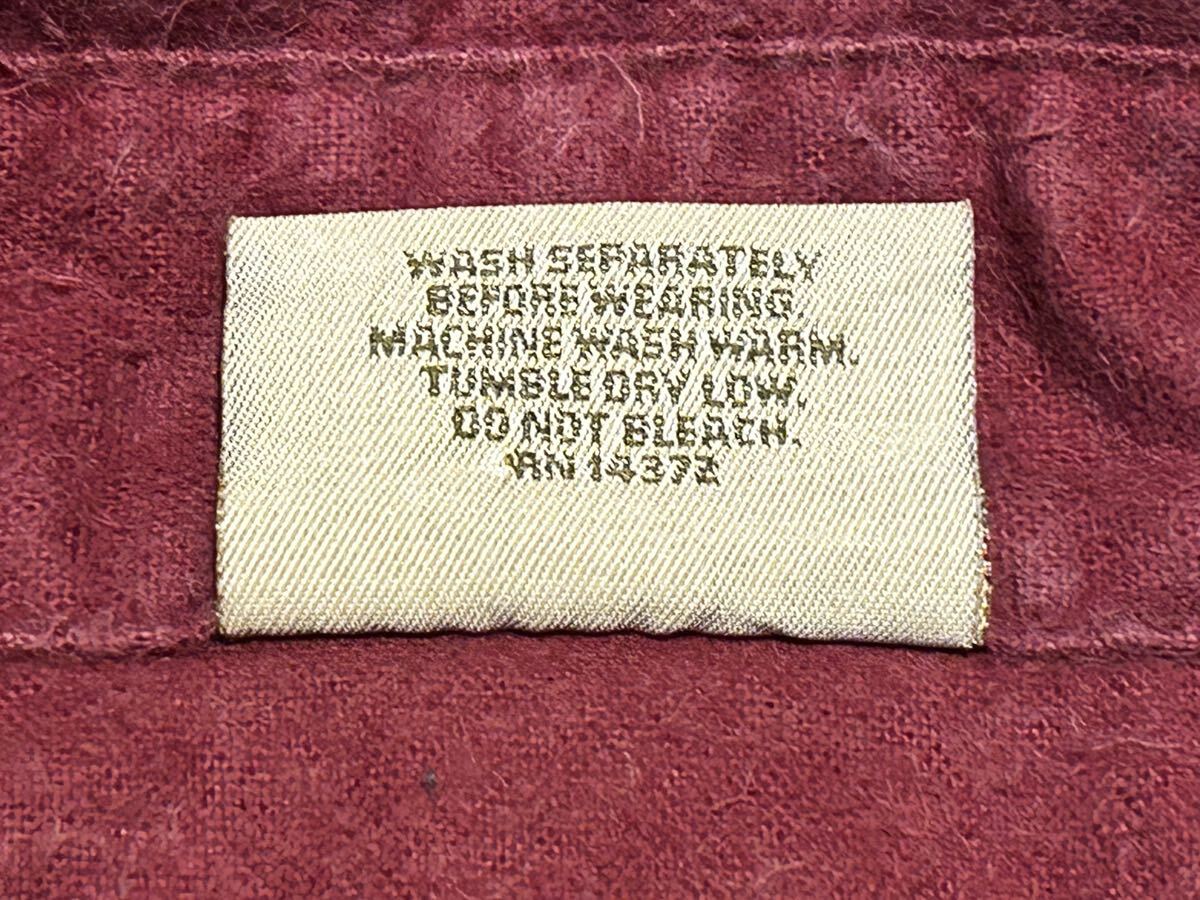 WASH SEPARATELY
BEFORE WEARING.
MACHINE WASH WARM.
TUMBLE DRY LOW.
DO NOT BLEACH.
RN 14372